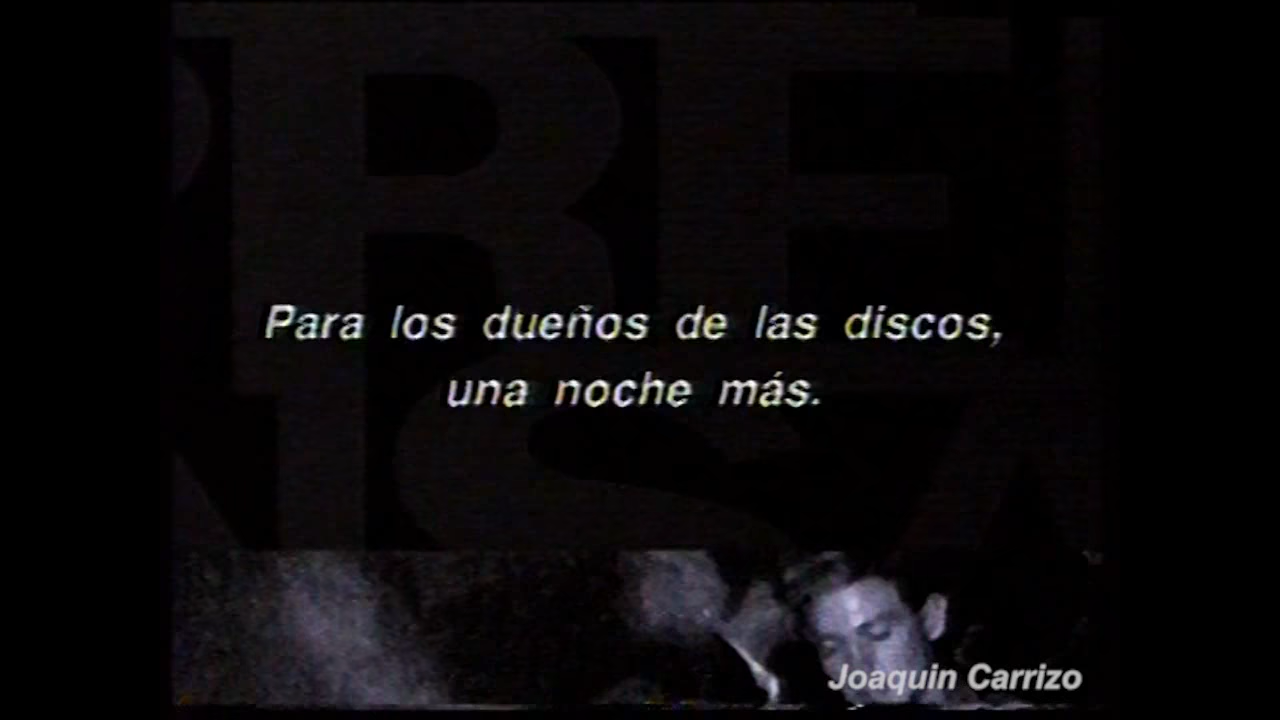 Para los dueños de las discos,
una noche más.
Joaquin Carrizo